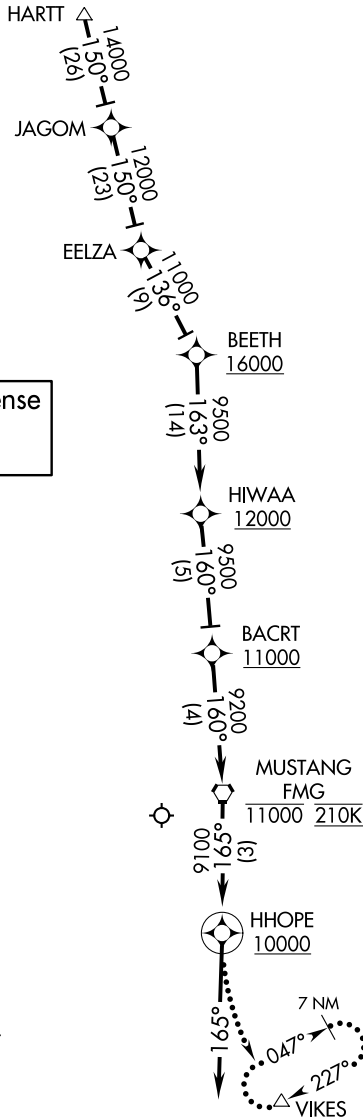 HARTT
14000
150°
(26)
JAGOM
12000
150°
(23)
EELZA
11000
136°
(9)
BEETH
16000
ense
9500
163°
(14)
HIWAA
12000
9500
160°
(5)
BACRT
11000
9200
160°
(4)
MUSTANG
FMG
11000 210K
9100
165°
(3)
HHOPE
10000
165°
7 NM
047°
227°
VIKES